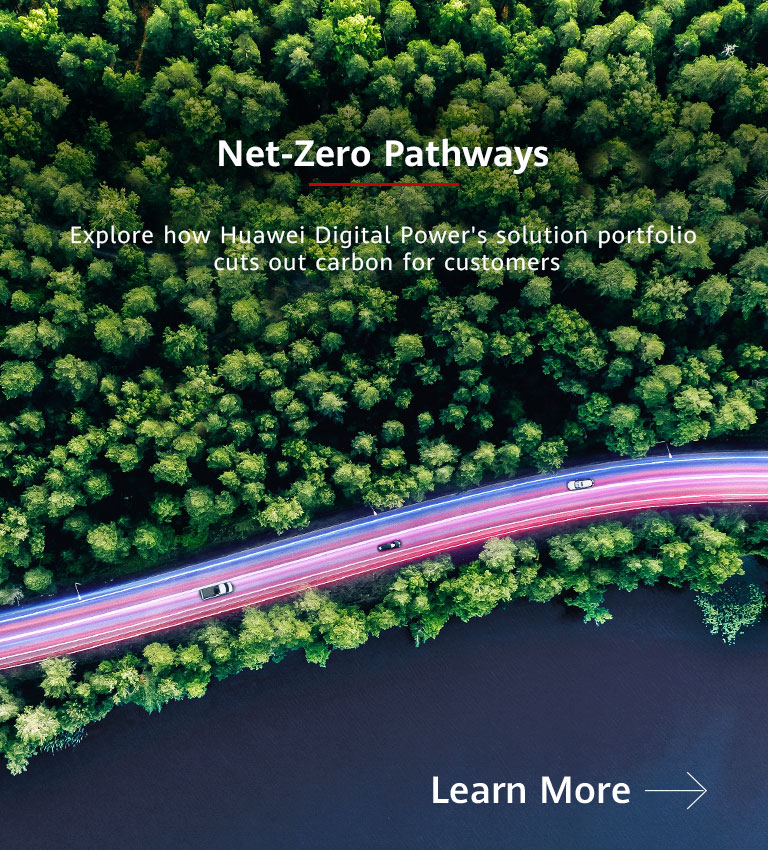 Net-Zero Pathways
Explore how Huawei Digital Power's solution portfolio
cuts out carbon for customers
Learn More